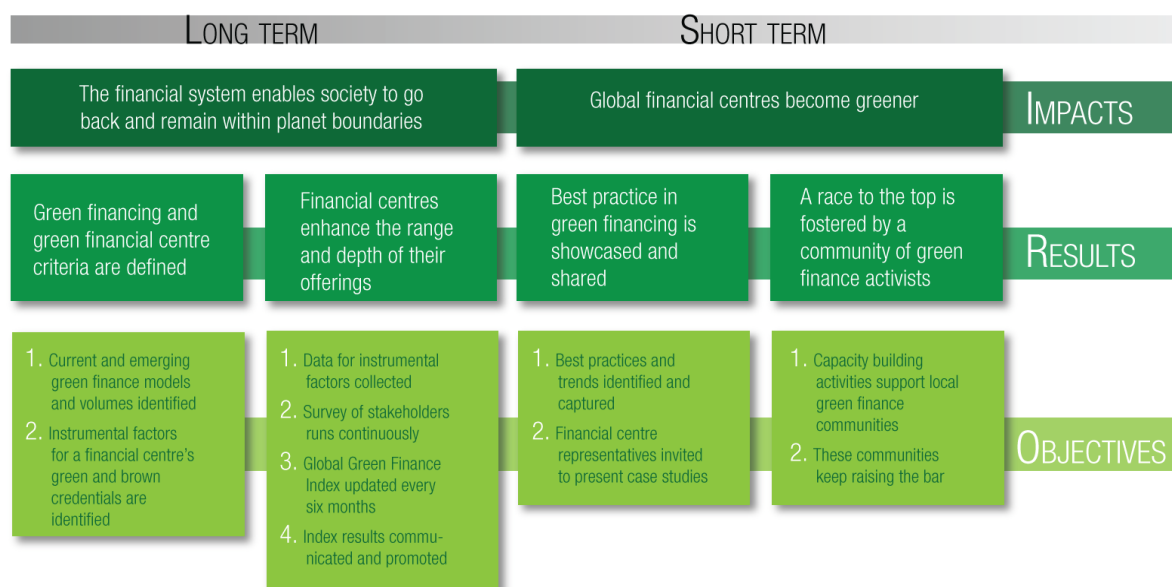 LONG TERM
SHORT TERM
The financial system enables society to go
back and remain within planet boundaries
Global financial centres become greener
IMPACTS
Green financing and
green financial centre
criteria are defined
Financial centres
enhance the range
and depth of their
offerings
Best practice in
green financing is
showcased and
shared
A race to the top is
fostered by a
community of green
finance activists
RESULTS
1. Current and emerging
green finance models
and volumes identified
2. Instrumental factors
for a financial centre's
green and brown
credentials are
identified
1. Data for instrumental
factors collected
2. Survey of stakeholders
runs continuously
3. Global Green Finance
Index updated every
six months
4. Index results commu-
nicated and promoted
1. Best practices and
trends identified and
captured
2. Financial centre
representatives invited
to present case studies
1. Capacity building
activities support local
green finance
communities
2. These communities
keep raising the bar
OBJECTIVES